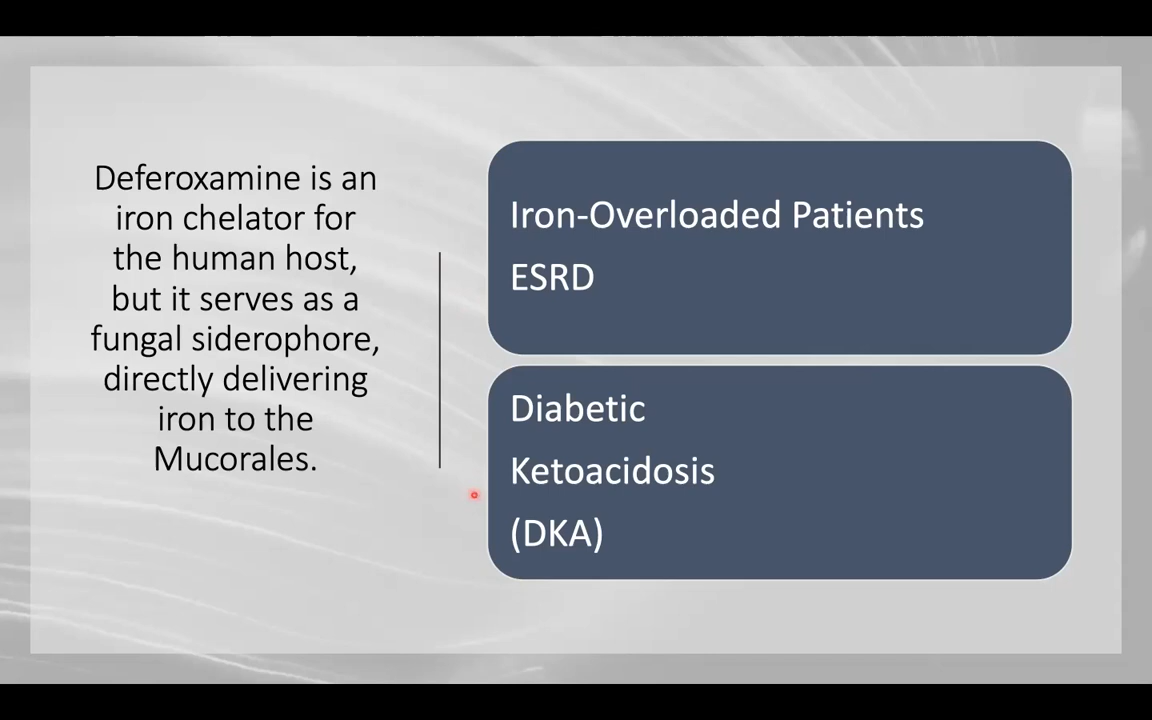 Deferoxamine is an
iron chelator for
the human host,
but it serves as a
fungal siderophore,
directly delivering
iron to the
Mucorales.
Iron-Overloaded Patients
ESRD
Diabetic
Ketoacidosis
(DKA)